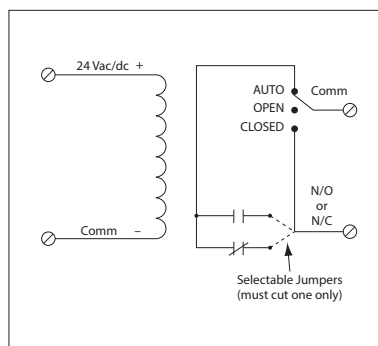 24 Vac/dc +
AUTO
Comm
OPEN
CLOSED
N/O
or
N/C
Comm –
Selectable Jumpers
(must cut one only)